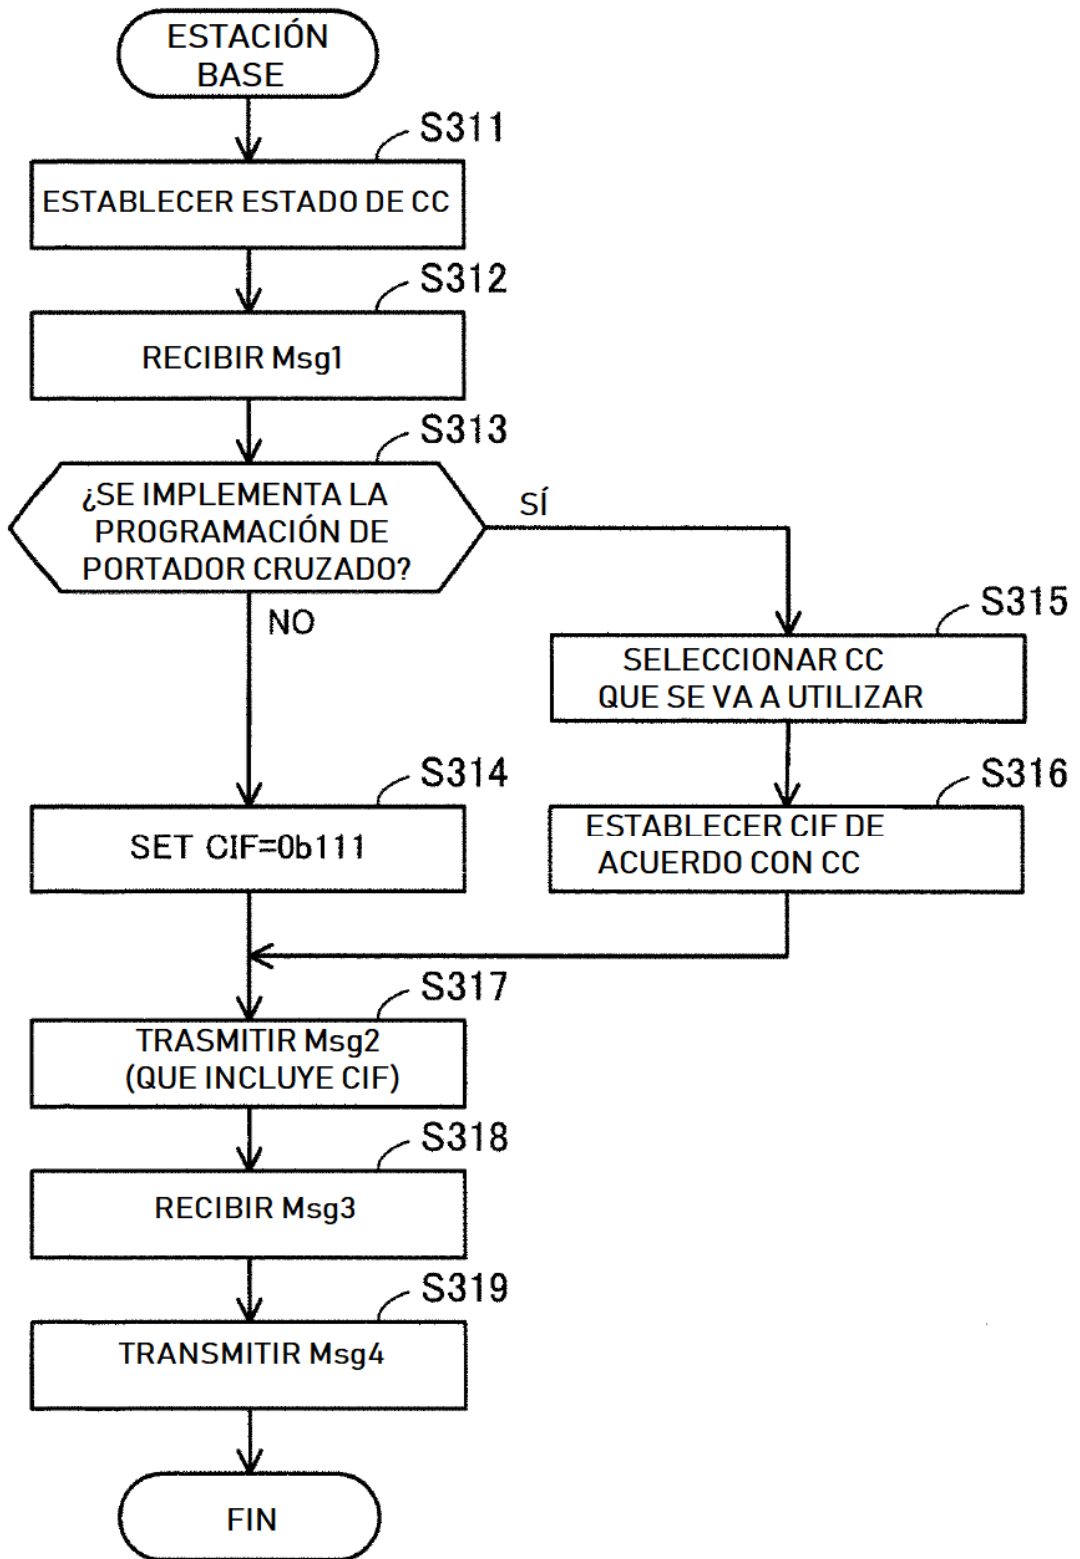 ESTACIÓN
BASE
S311
ESTABLECER ESTADO DE CC
S312
RECIBIR Msg1
S313
¿SE IMPLEMENTA LA
PROGRAMACIÓN DE
PORTADOR CRUZADO?
SÍ
NO
S315
SELECCIONAR CC
QUE SE VA A UTILIZAR
S314
SET CIF=0b111
S316
ESTABLECER CIF DE
ACUERDO CON CC
S317
TRASMITIR Msg2
(QUE INCLUYE CIF)
S318
RECIBIR Msg3
S319
TRANSMITIR Msg4
FIN